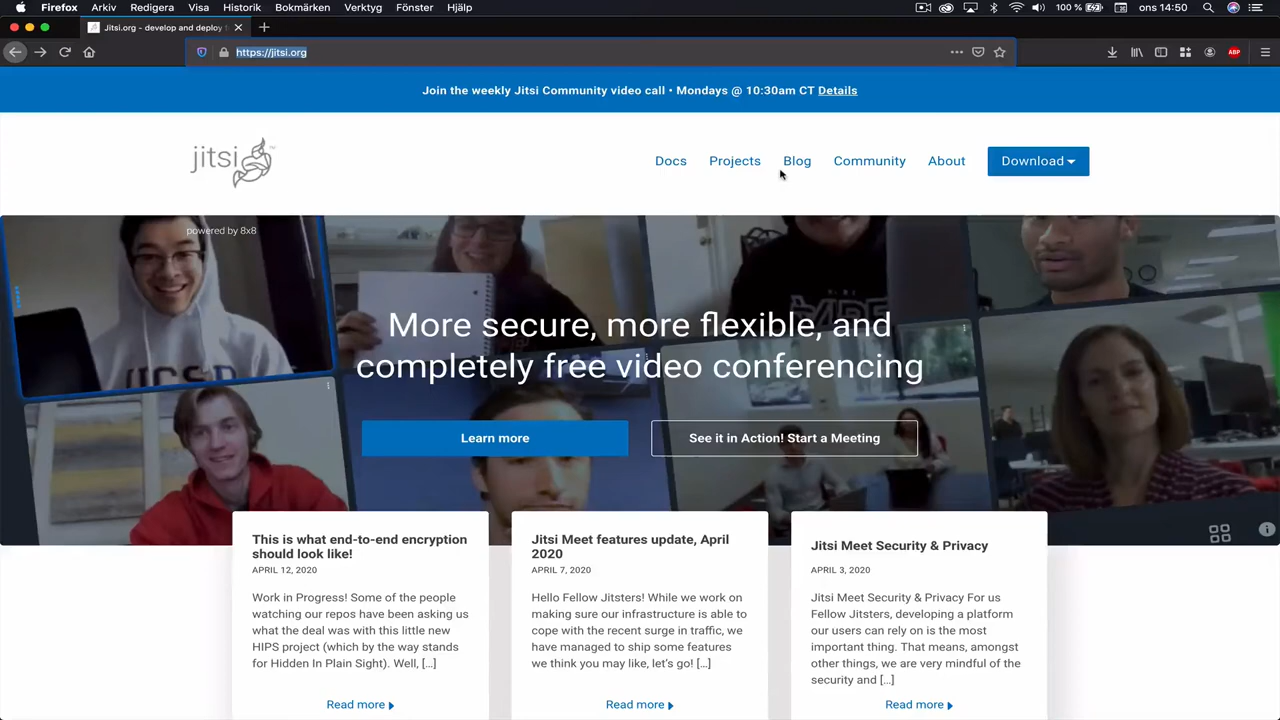 Firefox Arkiv Redigera Visa Historik Bokmärken Verktyg Fönster Hjälp 100 % ons 14:50
Jitsi.org - develop and deploy
https://jitsi.org
ABP
Join the weekly Jitsi Community video call • Mondays @ 10:30am CT Details
jitsi
Docs Projects Blog Community About Download
powered by 8x8
More secure, more flexible, and
completely free video conferencing
Learn more
See it in Action! Start a Meeting
This is what end-to-end encryption
should look like!
APRIL 12, 2020
Work in Progress! Some of the people
watching our repos have been asking us
what the deal was with this little new
HIPS project (which by the way stands
for Hidden In Plain Sight). Well, […]
Read more
Jitsi Meet features update, April
2020
APRIL 7, 2020
Hello Fellow Jitsters! While we work on
making sure our infrastructure is able to
cope with the recent surge in traffic, we
have managed to ship some features
we think you may like, let’s go! […]
Read more
Jitsi Meet Security & Privacy
APRIL 3, 2020
Jitsi Meet Security & Privacy For us
Fellow Jitsters, developing a platform
our users can rely on is the most
important thing. That means, amongst
other things, we are very mindful of the
security and […]
Read more